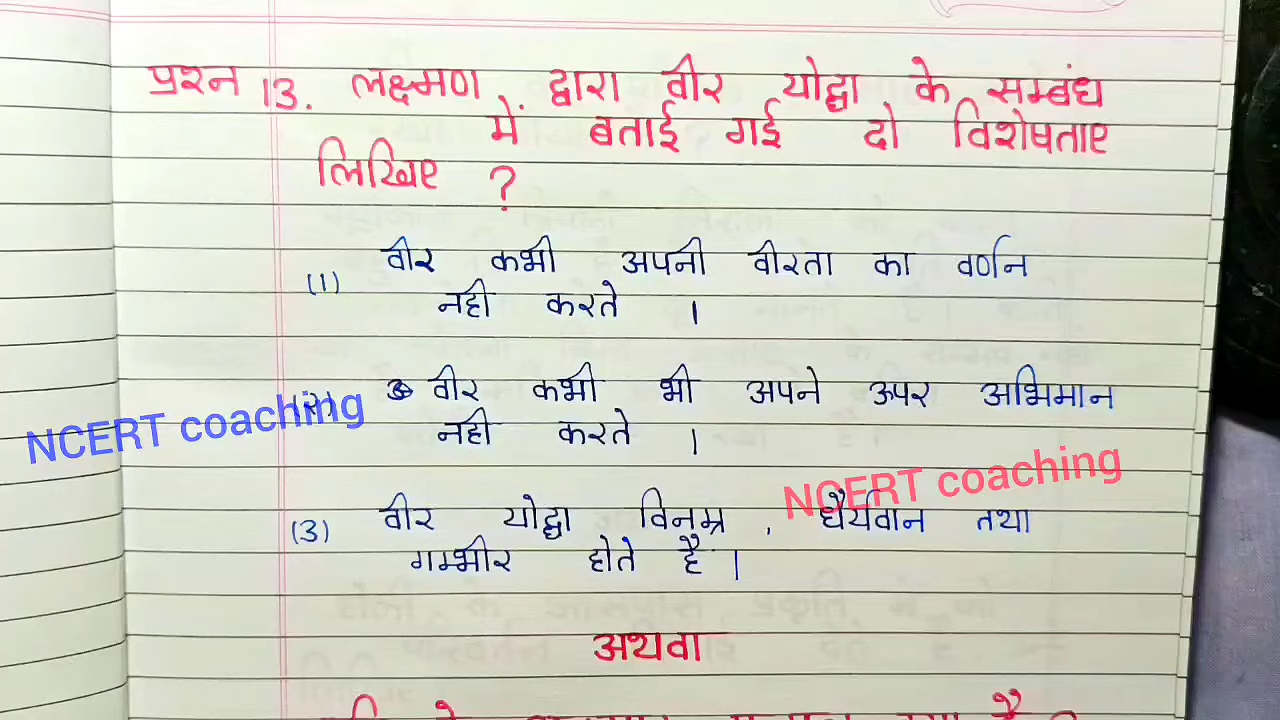 प्रश्न 13. लक्ष्मण द्वारा वीर योद्धा के सम्बंध
में बताई गई दो विशेषताए
लिखिए ?
(1) वीर कभी अपनी वीरता का वर्णन
नही करते ।
(2) वीर कभी भी अपने ऊपर अभिमान
नही करते ।
NCERT coaching
NCERT coaching
(3) वीर योद्धा विनम्र , धैर्यवान तथा
गम्भीर होते है ।
अथवा